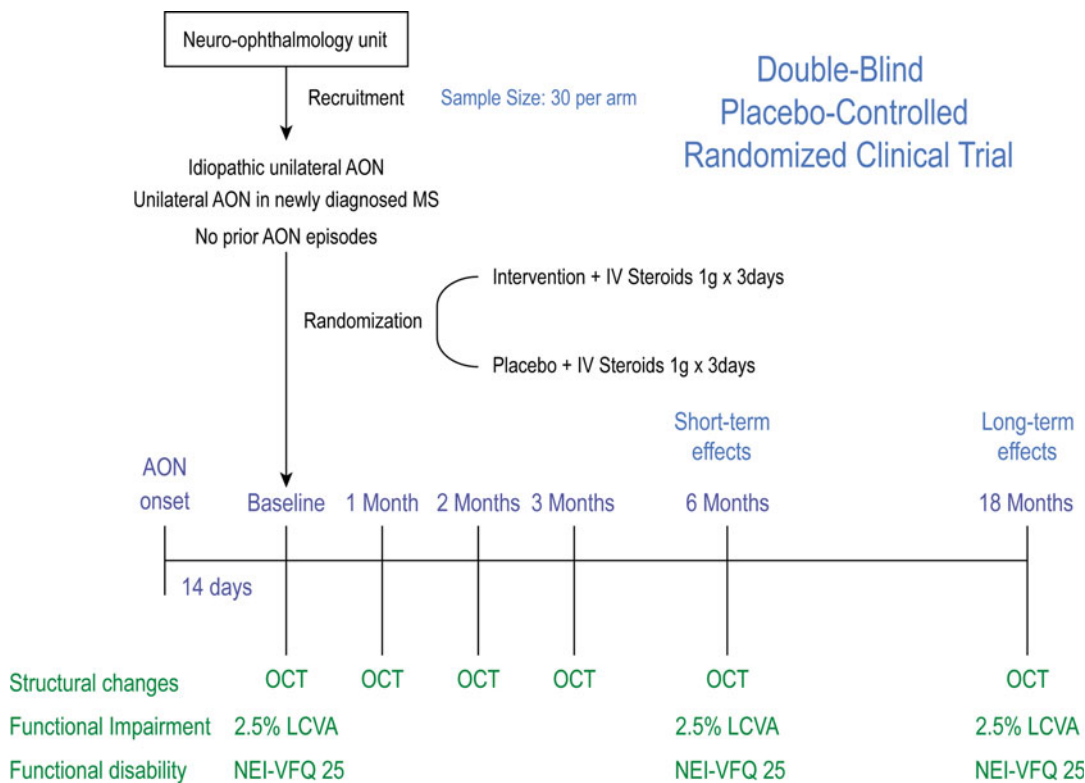 Neuro-ophthalmology unit
Recruitment
Sample Size: 30 per arm
Double-Blind
Placebo-Controlled
Randomized Clinical Trial
Idiopathic unilateral AON
Unilateral AON in newly diagnosed MS
No prior AON episodes
Intervention + IV Steroids 1g x 3days
Randomization
Placebo + IV Steroids 1g x 3days
Short-term
effects
Long-term
effects
AON
onset
Baseline
1 Month
2 Months
3 Months
6 Months
18 Months
14 days
Structural changes OCT OCT OCT OCT OCT OCT
Functional Impairment 2.5% LCVA 2.5% LCVA 2.5% LCVA
Functional disability NEI-VFQ 25 NEI-VFQ 25 NEI-VFQ 25